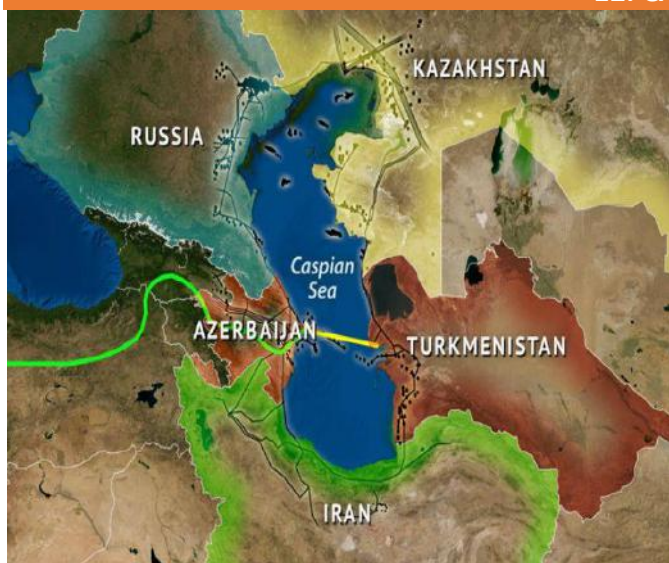 KAZAKHSTAN
RUSSIA
Caspian
Sea
AZERBAIJAN
TURKMENISTAN
IRAN